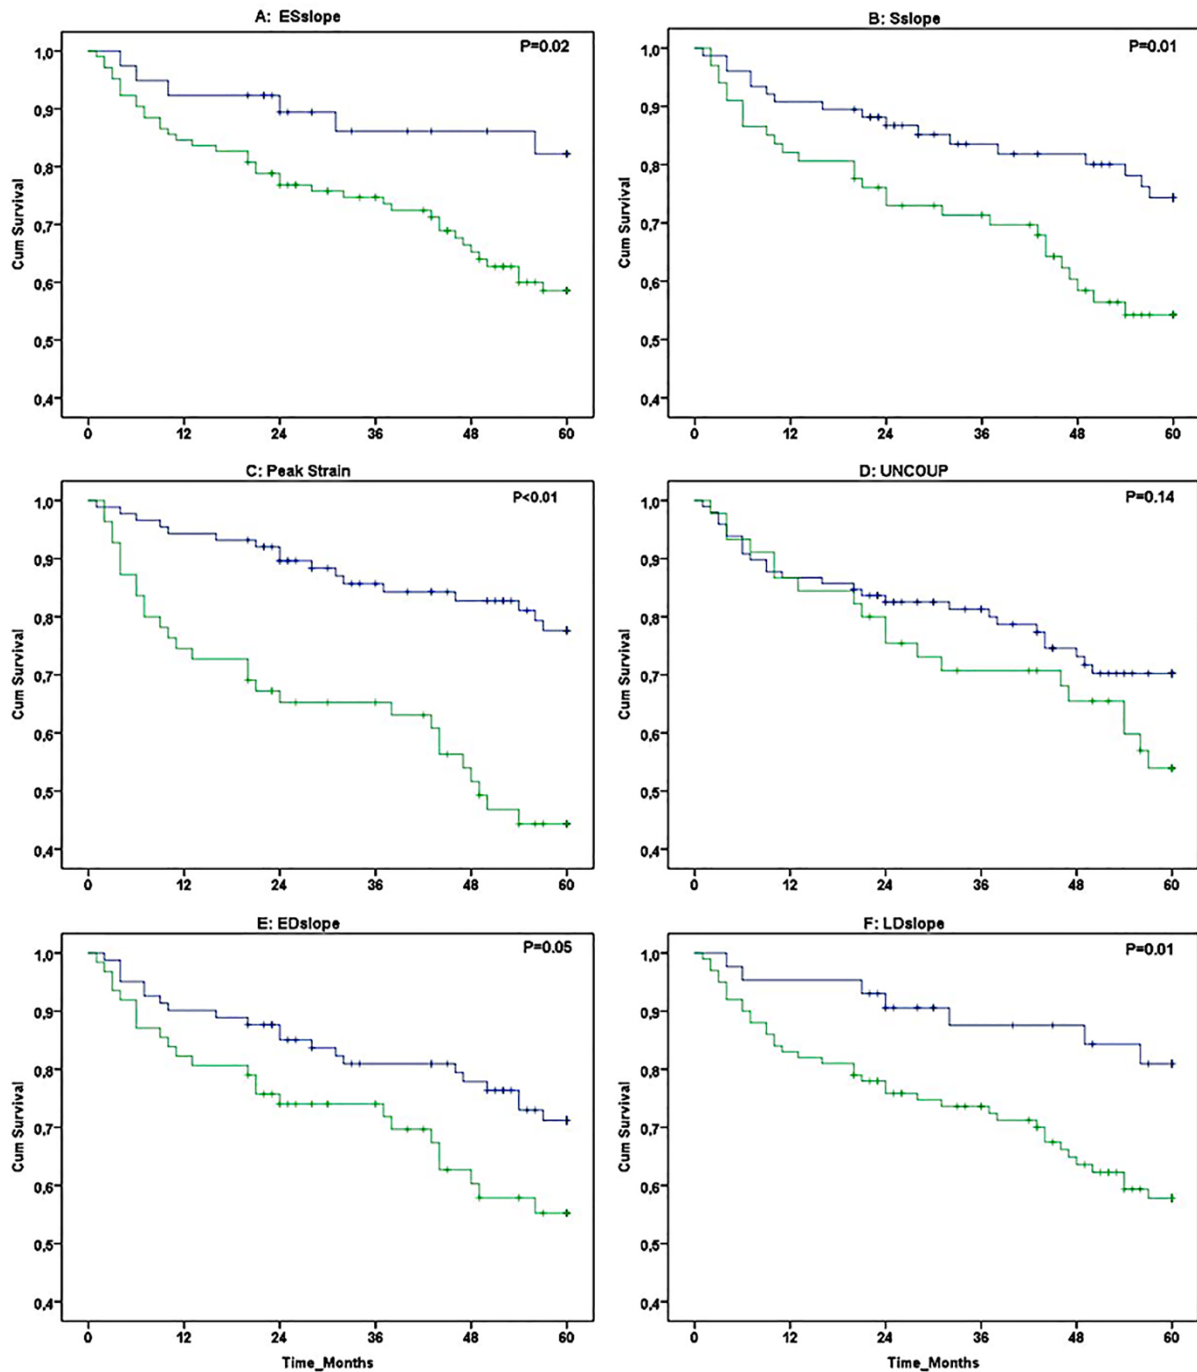 A: ESslope
P=0.02
1,0
0,9
0,8
0,7
0,6
0,5
0,4
Cum Survival
0 12 24 36 48 60
B: Sslope
P=0.01
1,0
0,9
0,8
0,7
0,6
0,5
0,4
Cum Survival
0 12 24 36 48 60
C: Peak Strain
P<0.01
1,0
0,9
0,8
0,7
0,6
0,5
0,4
Cum Survival
0 12 24 36 48 60
D: UNCOUP
P=0.14
1,0
0,9
0,8
0,7
0,6
0,5
0,4
Cum Survival
0 12 24 36 48 60
E: EDslope
P=0.05
1,0
0,9
0,8
0,7
0,6
0,5
0,4
Cum Survival
0 12 24 36 48 60
Time_Months
F: LDslope
P=0.01
1,0
0,9
0,8
0,7
0,6
0,5
0,4
Cum Survival
0 12 24 36 48 60
Time_Months